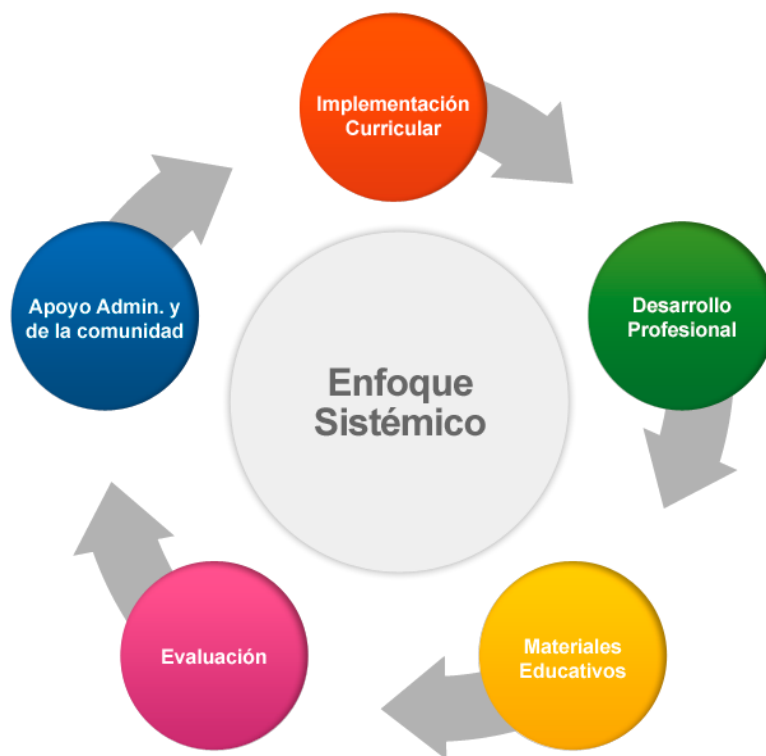 Implementación
Curricular
Desarrollo
Profesional
Materiales
Educativos
Evaluación
Apoyo Admin. y
de la comunidad
Enfoque
Sistémico